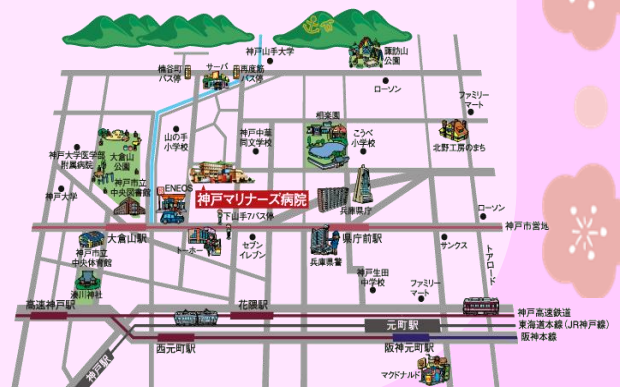 神戸山手大学
諏訪山
公園
楠谷町
バス停
サーバ
再度筋
バス停
ローソン
ファミリー
マート
相楽園
山の手
小学校
神戸中華
同文学校
こうべ
小学校
北野工房のまち
神戸大学医学部
附属病院
大倉山
公園
神戸大学
神戸市立
中央図書館
ENEOS
神戸マリナーズ病院
兵庫県庁
下山手7バス停
ローソン
大倉山駅
県庁前駅
神戸市営地
神戸市立
中央体育館
トーホー
セブン
イレブン
兵庫県警
サンクス
トアロード
湊川神社
神戸生田
中学校
ファミリー
マート
高速神戸駅
花隈駅
神戸高速鉄道
元町駅
東海道本線(JR神戸線)
阪神本線
西元町駅
阪神元町駅
神戸駅
マクドナルド